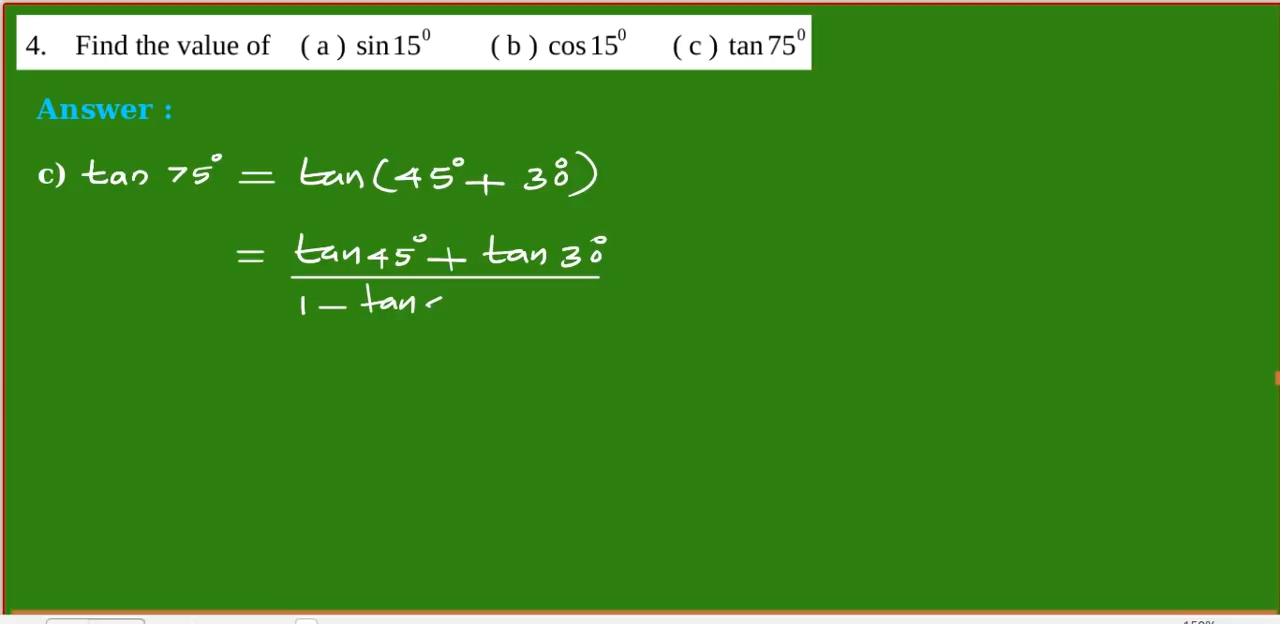 4. Find the value of (a) sin15⁰ (b) cos15⁰ (c) tan75⁰
Answer :
c) tan 75° = tan(45° + 30°)
= tan45° + tan 30°
1 – tan